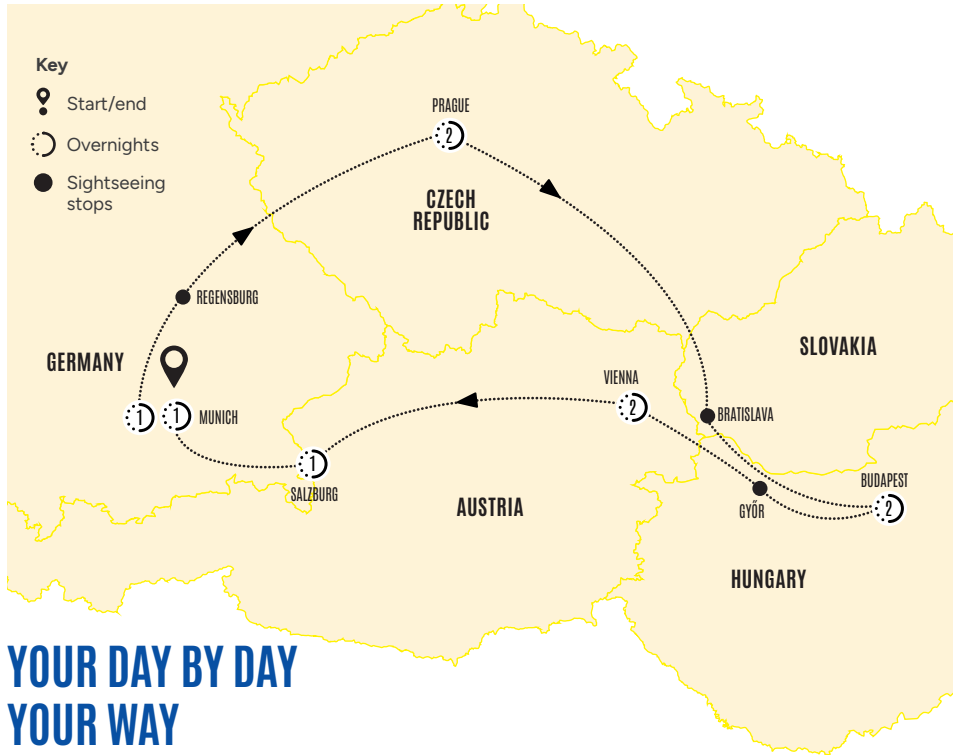 Key
Start/end
Overnights
Sightseeing
stops
PRAGUE
2
CZECH
REPUBLIC
REGENSBURG
GERMANY
SLOVAKIA
VIENNA
2
1
1
MUNICH
BRATISLAVA
1
SALZBURG
BUDAPEST
2
GYŐR
AUSTRIA
HUNGARY
YOUR DAY BY DAY
YOUR WAY